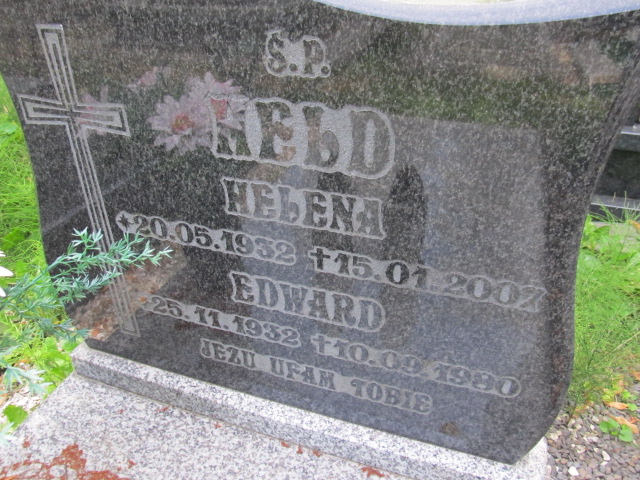 Ś.P.
HELD
HELENA
*20.05.1932 †15.01.2007
EDWARD
*25.11.1932 †10.09.1990
JEZU UFAM TOBIE